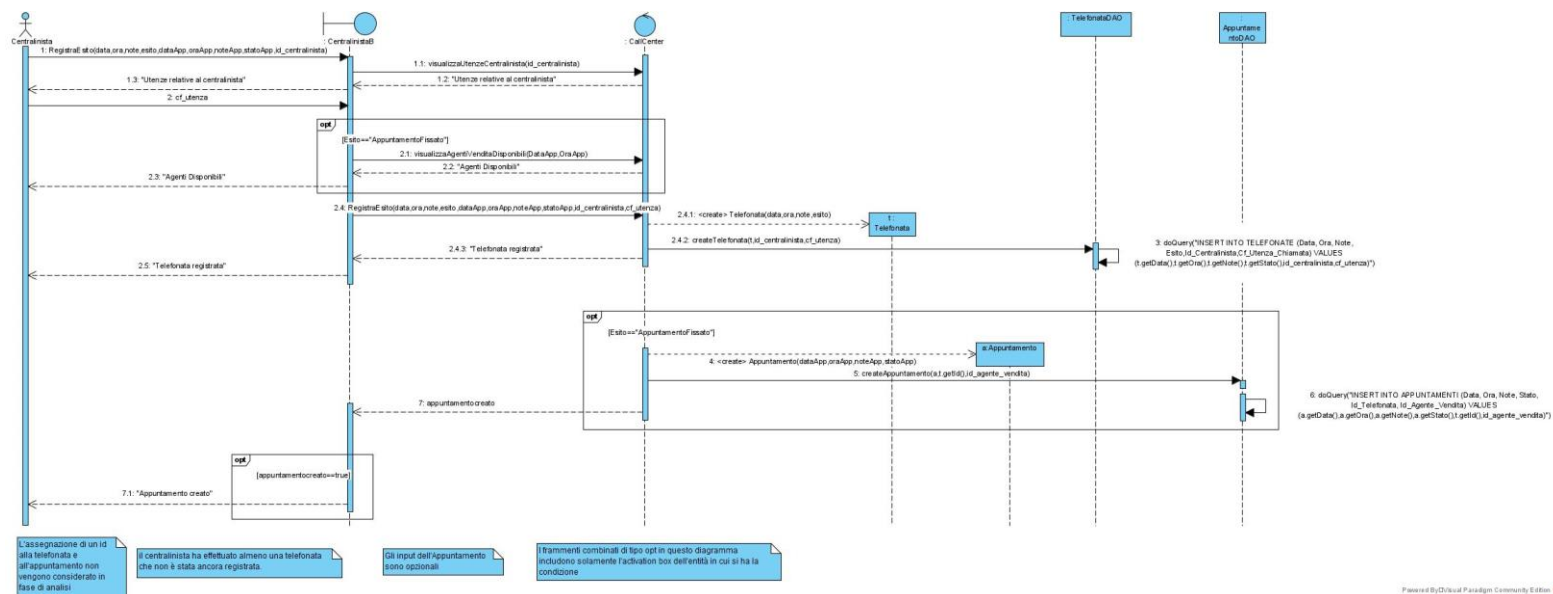 Centralinista
: CentralinistaB
: CallCenter
: TelefonataDAO
:
Appuntame
ntoDAO
1: RegistraEsito(data,ora,note,esito,dataApp,oraApp,noteApp,statoApp,id_centralinista)
1.1: visualizzaUtenzeCentralinista(id_centralinista)
1.3: "Utenze relative al centralinista"
1.2: "Utenze relative al centralinista"
2: cf_utenza
opt
[Esito=="AppuntamentoFissato"]
2.1: visualizzaAgentiVenditaDisponibili(DataApp,OraApp)
2.2: "Agenti Disponibili"
2.3: "Agenti Disponibili"
2.4: RegistraEsito(data,ora,note,esito,dataApp,oraApp,noteApp,statoApp,id_centralinista,cf_utenza)
2.4.1: <create> Telefonata(data,ora,note,esito)
t :
Telefonata
2.4.2: createTelefonata(t,id_centralinista,cf_utenza)
2.4.3: "Telefonata registrata"
2.5: "Telefonata registrata"
3: doQuery("INSERT INTO TELEFONATE (Data, Ora, Note,
Esito,Id_Centralinista,Cf_Utenza_Chiamata) VALUES
(t.getData(),t.getOra(),t.getNote(),t.getStato(),id_centralinista,cf_utenza)")
opt
[Esito=="AppuntamentoFissato"]
a:Appuntamento
4: <create> Appuntamento(dataApp,oraApp,noteApp,statoApp)
5: createAppuntamento(a,t.getId(),id_agente_vendita)
6: doQuery("INSERT INTO APPUNTAMENTI (Data, Ora, Note, Stato,
Id_Telefonata, Id_Agente_Vendita) VALUES
(a.getData(),a.getOra(),a.getNote(),a.getStato(),t.getId(),id_agente_vendita)")
7: appuntamentocreato
opt
[appuntamentocreato==true]
7.1: "Appuntamento creato"
L'assegnazione di un id
alla telefonata e
all'appuntamento non
vengono considerato in
fase di analisi
il centralinista ha effettuato almeno una telefonata
che non è stata ancora registrata.
Gli input dell'Appuntamento
sono opzionali
I frammenti combinati di tipo opt in questo diagramma
includono solamente l'activation box dell'entità in cui si ha la
condizione
Powered By Visual Paradigm Community Edition